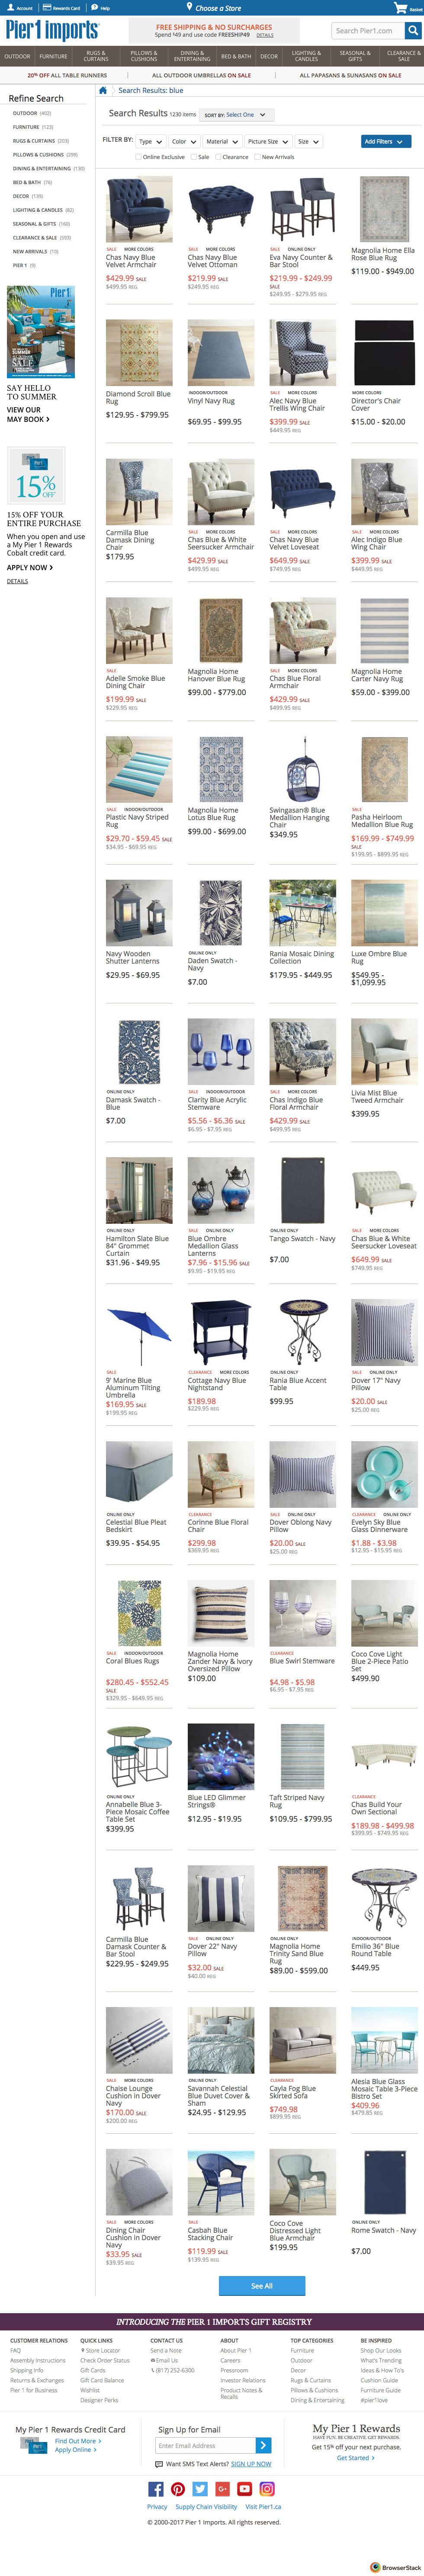 Account Rewards Card Help
Choose a Store
Basket
Pier1 imports
FREE SHIPPING & NO SURCHARGES
Spend $49 and use code FREESHIP49 DETAILS
Search Pier1.com
OUTDOOR FURNITURE RUGS & CURTAINS PILLOWS & CUSHIONS DINING & ENTERTAINING BED & BATH DECOR LIGHTING & CANDLES SEASONAL & GIFTS CLEARANCE & SALE
20% OFF ALL TABLE RUNNERS ALL OUTDOOR UMBRELLAS ON SALE ALL PAPASANS & SUNASANS ON SALE
Refine Search
OUTDOOR (402)
FURNITURE (123)
RUGS & CURTAINS (203)
PILLOWS & CUSHIONS (299)
DINING & ENTERTAINING (130)
BED & BATH (76)
DECOR (139)
LIGHTING & CANDLES (82)
SEASONAL & GIFTS (160)
CLEARANCE & SALE (593)
NEW ARRIVALS (10)
PIER 1 (9)
Pier1
SALE
SAY HELLO
TO SUMMER
VIEW OUR
MAY BOOK
15% OFF
15% OFF YOUR
ENTIRE PURCHASE
When you open and use
a My Pier 1 Rewards
Cobalt credit card.
APPLY NOW
DETAILS
Search Results: blue
Search Results 1230 items SORT BY: Select One
FILTER BY: Type Color Material Picture Size Size Add Filters
Online Exclusive Sale Clearance New Arrivals
SALE MORE COLORS
Chas Navy Blue
Velvet Armchair
$429.99 SALE
$499.95 REG
SALE MORE COLORS
Chas Navy Blue
Velvet Ottoman
$219.99 SALE
$249.95 REG
SALE ONLINE ONLY
Eva Navy Counter &
Bar Stool
$219.99 - $249.99
SALE
$249.95 - $279.95 REG
Magnolia Home Ella
Rose Blue Rug
$119.00 - $949.00
Diamond Scroll Blue
Rug
$129.95 - $799.95
INDOOR/OUTDOOR
Vinyl Navy Rug
$69.95 - $99.95
SALE MORE COLORS
Alec Navy Blue
Trellis Wing Chair
$399.99 SALE
$449.95 REG
MORE COLORS
Director's Chair
Cover
$15.00 - $20.00
Carmilla Blue
Damask Dining
Chair
$179.95
SALE MORE COLORS
Chas Blue & White
Seersucker Armchair
$429.99 SALE
$499.95 REG
SALE MORE COLORS
Chas Navy Blue
Velvet Loveseat
$649.99 SALE
$749.95 REG
SALE MORE COLORS
Alec Indigo Blue
Wing Chair
$399.99 SALE
$449.95 REG
SALE
Adelle Smoke Blue
Dining Chair
$199.99 SALE
$229.95 REG
Magnolia Home
Hanover Blue Rug
$99.00 - $779.00
SALE MORE COLORS
Chas Blue Floral
Armchair
$429.99 SALE
$499.95 REG
Magnolia Home
Carter Navy Rug
$59.00 - $399.00
SALE INDOOR/OUTDOOR
Plastic Navy Striped
Rug
$29.70 - $59.45 SALE
$34.95 - $69.95 REG
Magnolia Home
Lotus Blue Rug
$99.00 - $699.00
Swingasan® Blue
Medallion Hanging
Chair
$349.95
SALE
Pasha Heirloom
Medallion Blue Rug
$169.99 - $749.99
SALE
$199.95 - $899.95 REG
Navy Wooden
Shutter Lanterns
$29.95 - $69.95
ONLINE ONLY
Daden Swatch -
Navy
$7.00
Rania Mosaic Dining
Collection
$179.95 - $449.95
Luxe Ombre Blue
Rug
$549.95 -
$1,099.95
ONLINE ONLY
Damask Swatch -
Blue
$7.00
SALE INDOOR/OUTDOOR
Clarity Blue Acrylic
Stemware
$5.56 - $6.36 SALE
$6.95 - $7.95 REG
SALE MORE COLORS
Chas Indigo Blue
Floral Armchair
$429.99 SALE
$499.95 REG
Livia Mist Blue
Tweed Armchair
$399.95
ONLINE ONLY
Hamilton Slate Blue
84" Grommet
Curtain
$31.96 - $49.95
SALE ONLINE ONLY
Blue Ombre
Medallion Glass
Lanterns
$7.96 - $15.96 SALE
$9.95 - $19.95 REG
ONLINE ONLY
Tango Swatch - Navy
$7.00
SALE MORE COLORS
Chas Blue & White
Seersucker Loveseat
$649.99 SALE
$749.95 REG
SALE
9' Marine Blue
Aluminum Tilting
Umbrella
$169.95 SALE
$199.95 REG
CLEARANCE MORE COLORS
Cottage Navy Blue
Nightstand
$189.98
$229.95 REG
ONLINE ONLY
Rania Blue Accent
Table
$99.95
SALE ONLINE ONLY
Dover 17" Navy
Pillow
$20.00 SALE
$25.00 REG
ONLINE ONLY
Celestial Blue Pleat
Bedskirt
$39.95 - $54.95
CLEARANCE
Corinne Blue Floral
Chair
$299.98
$369.95 REG
SALE ONLINE ONLY
Dover Oblong Navy
Pillow
$20.00 SALE
$25.00 REG
CLEARANCE ONLINE ONLY
Evelyn Sky Blue
Glass Dinnerware
$1.88 - $3.98
$12.95 - $15.95 REG
SALE INDOOR/OUTDOOR
Coral Blues Rugs
$280.45 - $552.45
SALE
$329.95 - $649.95 REG
Magnolia Home
Zander Navy & Ivory
Oversized Pillow
$109.00
CLEARANCE
Blue Swirl Stemware
$4.98 - $5.98
$6.95 - $7.95 REG
Coco Cove Light
Blue 2-Piece Patio
Set
$499.90
ONLINE ONLY
Annabelle Blue 3-
Piece Mosaic Coffee
Table Set
$399.95
Blue LED Glimmer
Strings®
$12.95 - $19.95
Taft Striped Navy
Rug
$109.95 - $799.95
CLEARANCE
Chas Build Your
Own Sectional
$189.98 - $499.98
$399.95 - $749.95 REG
Carmilla Blue
Damask Counter &
Bar Stool
$229.95 - $249.95
SALE ONLINE ONLY
Dover 22" Navy
Pillow
$32.00 SALE
$40.00 REG
ONLINE ONLY
Magnolia Home
Trinity Sand Blue
Rug
$89.00 - $599.00
INDOOR/OUTDOOR
Emilio 36" Blue
Round Table
$449.95
SALE MORE COLORS
Chaise Lounge
Cushion in Dover
Navy
$170.00 SALE
$200.00 REG
ONLINE ONLY
Savannah Celestial
Blue Duvet Cover &
Sham
$24.95 - $129.95
CLEARANCE
Cayla Fog Blue
Skirted Sofa
$749.98
$899.95 REG
Alesia Blue Glass
Mosaic Table 3-Piece
Bistro Set
$409.96
$479.85 REG
SALE MORE COLORS
Dining Chair
Cushion in Dover
Navy
$33.95 SALE
$39.95 REG
SALE
Casbah Blue
Stacking Chair
$119.99 SALE
$139.95 REG
Coco Cove
Distressed Light
Blue Armchair
$199.95
ONLINE ONLY
Rome Swatch - Navy
$7.00
See All
INTRODUCING THE PIER 1 IMPORTS GIFT REGISTRY
CUSTOMER RELATIONS
FAQ
Assembly Instructions
Shipping Info
Returns & Exchanges
Pier 1 for Business
QUICK LINKS
Store Locator
Check Order Status
Gift Cards
Gift Card Balance
Wishlist
Designer Perks
CONTACT US
Send a Note
Email Us
(817) 252-6300
ABOUT
About Pier 1
Careers
Pressroom
Investor Relations
Product Notes &
Recalls
TOP CATEGORIES
Furniture
Outdoor
Decor
Rugs & Curtains
Pillows & Cushions
Dining & Entertaining
BE INSPIRED
Shop Our Looks
What's Trending
Ideas & How To's
Cushion Guide
Furniture Guide
#pier1love
My Pier 1 Rewards Credit Card
Find Out More
Apply Online
Sign Up for Email
Enter Email Address
Want SMS Text Alerts? SIGN UP NOW
My Pier 1 Rewards
HAVE FUN. BE CREATIVE. GET REWARDS.
Get 15% off your next purchase.
Get Started
Privacy Supply Chain Visibility Visit Pier1.ca
© 2000-2017 Pier 1 Imports. All rights reserved.
BrowserStack